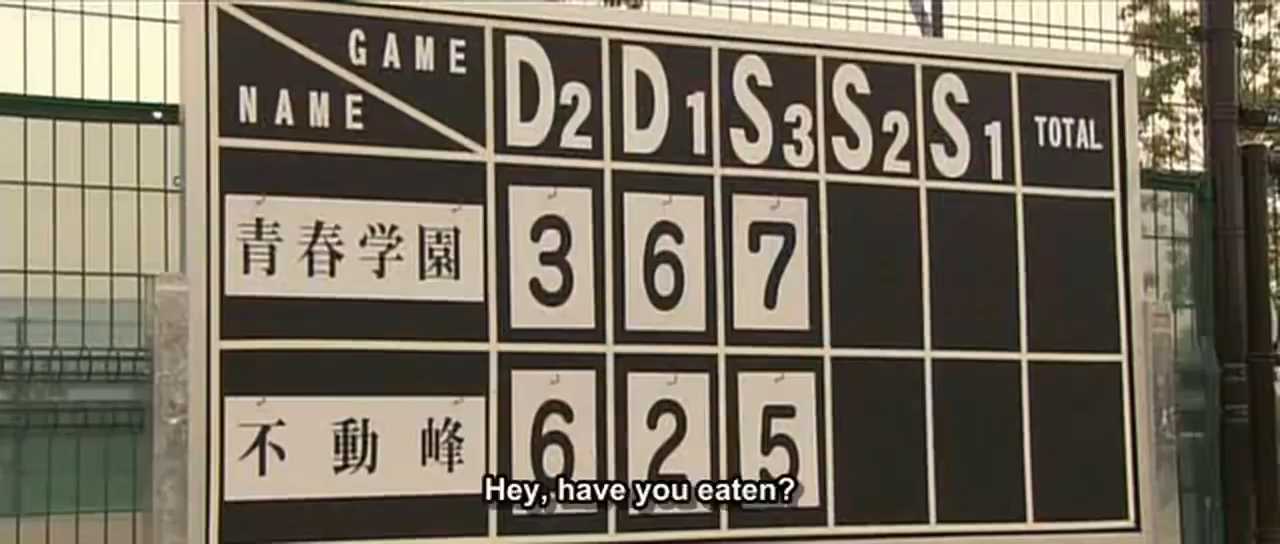 GAME
NAME
D2 D1 S3 S2 S1 TOTAL
青春学園 3 6 7
不動峰 6 2 5
Hey, have you eaten?